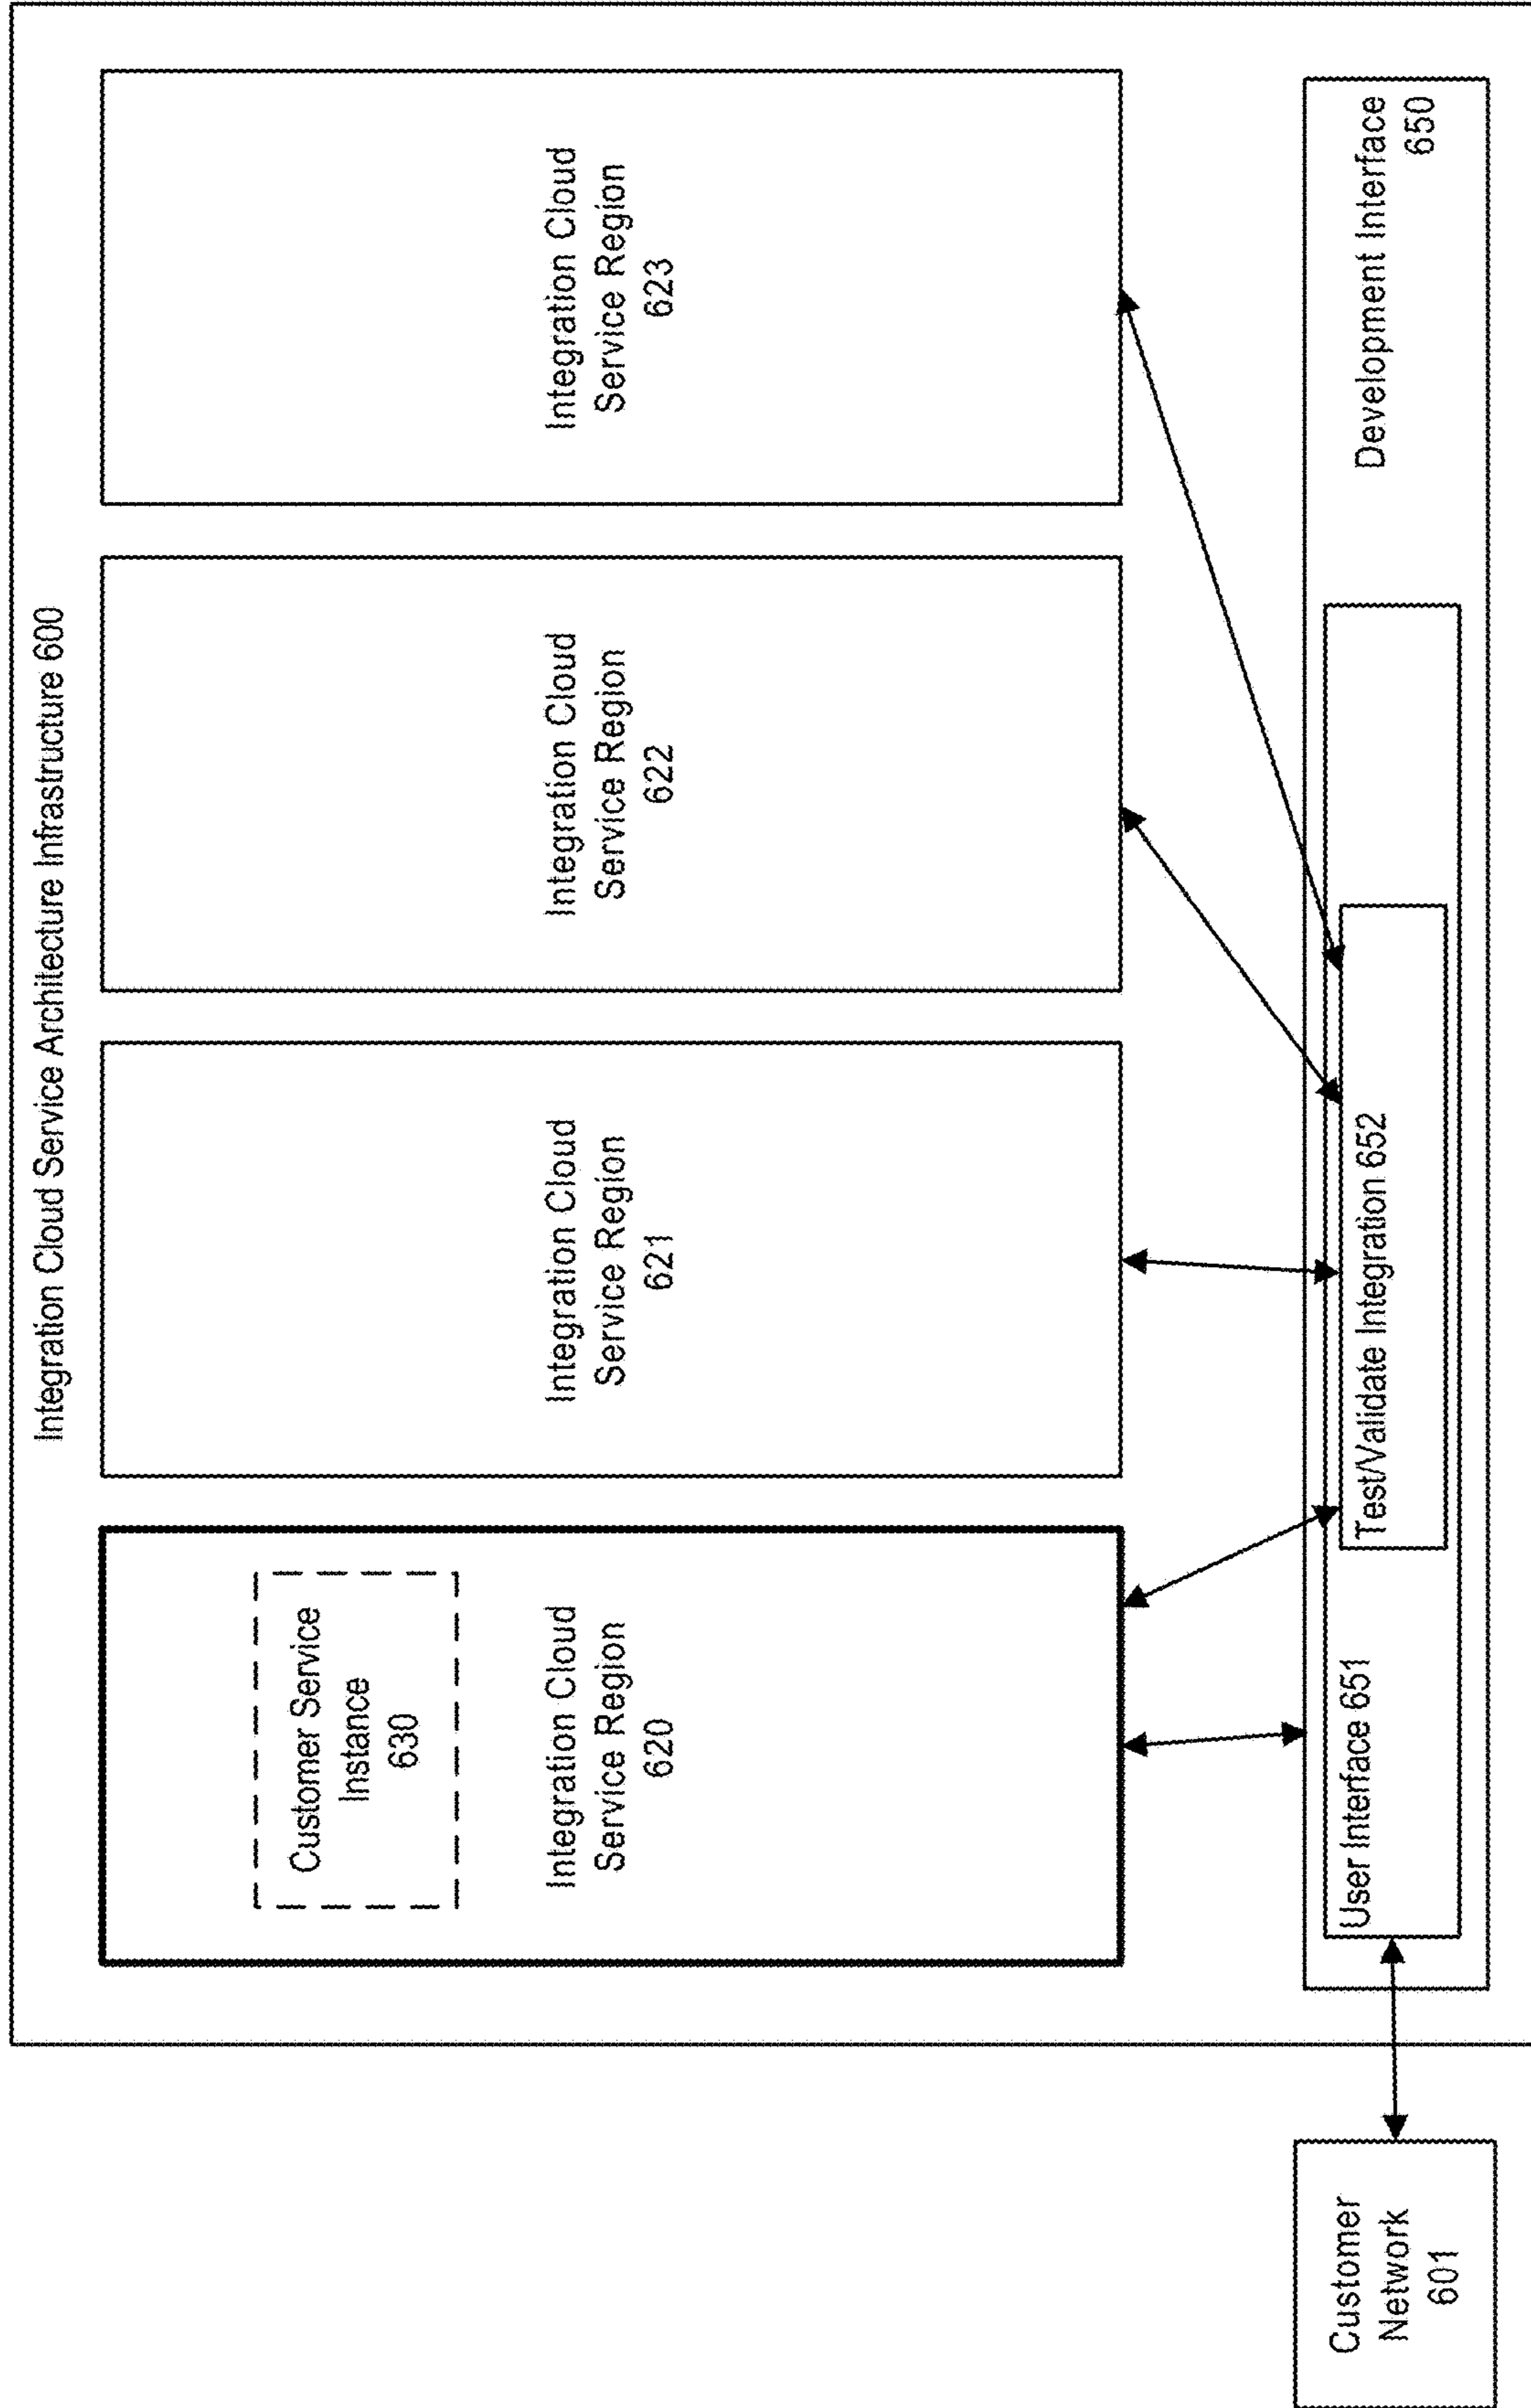 Integration Cloud Service Architecture Infrastructure 600
Customer Service
Instance
630
Integration Cloud
Service Region
620
Integration Cloud
Service Region
621
Integration Cloud
Service Region
622
Integration Cloud
Service Region
623
Customer
Network
601
User Interface 651
Test/Validate Integration 652
Development Interface
650